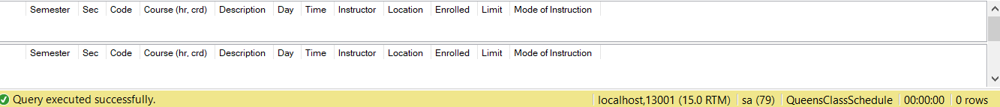 Semester Sec Code Course (hr, crd) Description Day Time Instructor Location Enrolled Limit Mode of Instruction
Semester Sec Code Course (hr, crd) Description Day Time Instructor Location Enrolled Limit Mode of Instruction
Query executed successfully. localhost,13001 (15.0 RTM) sa (79) QueensClassSchedule 00:00:00 0 rows